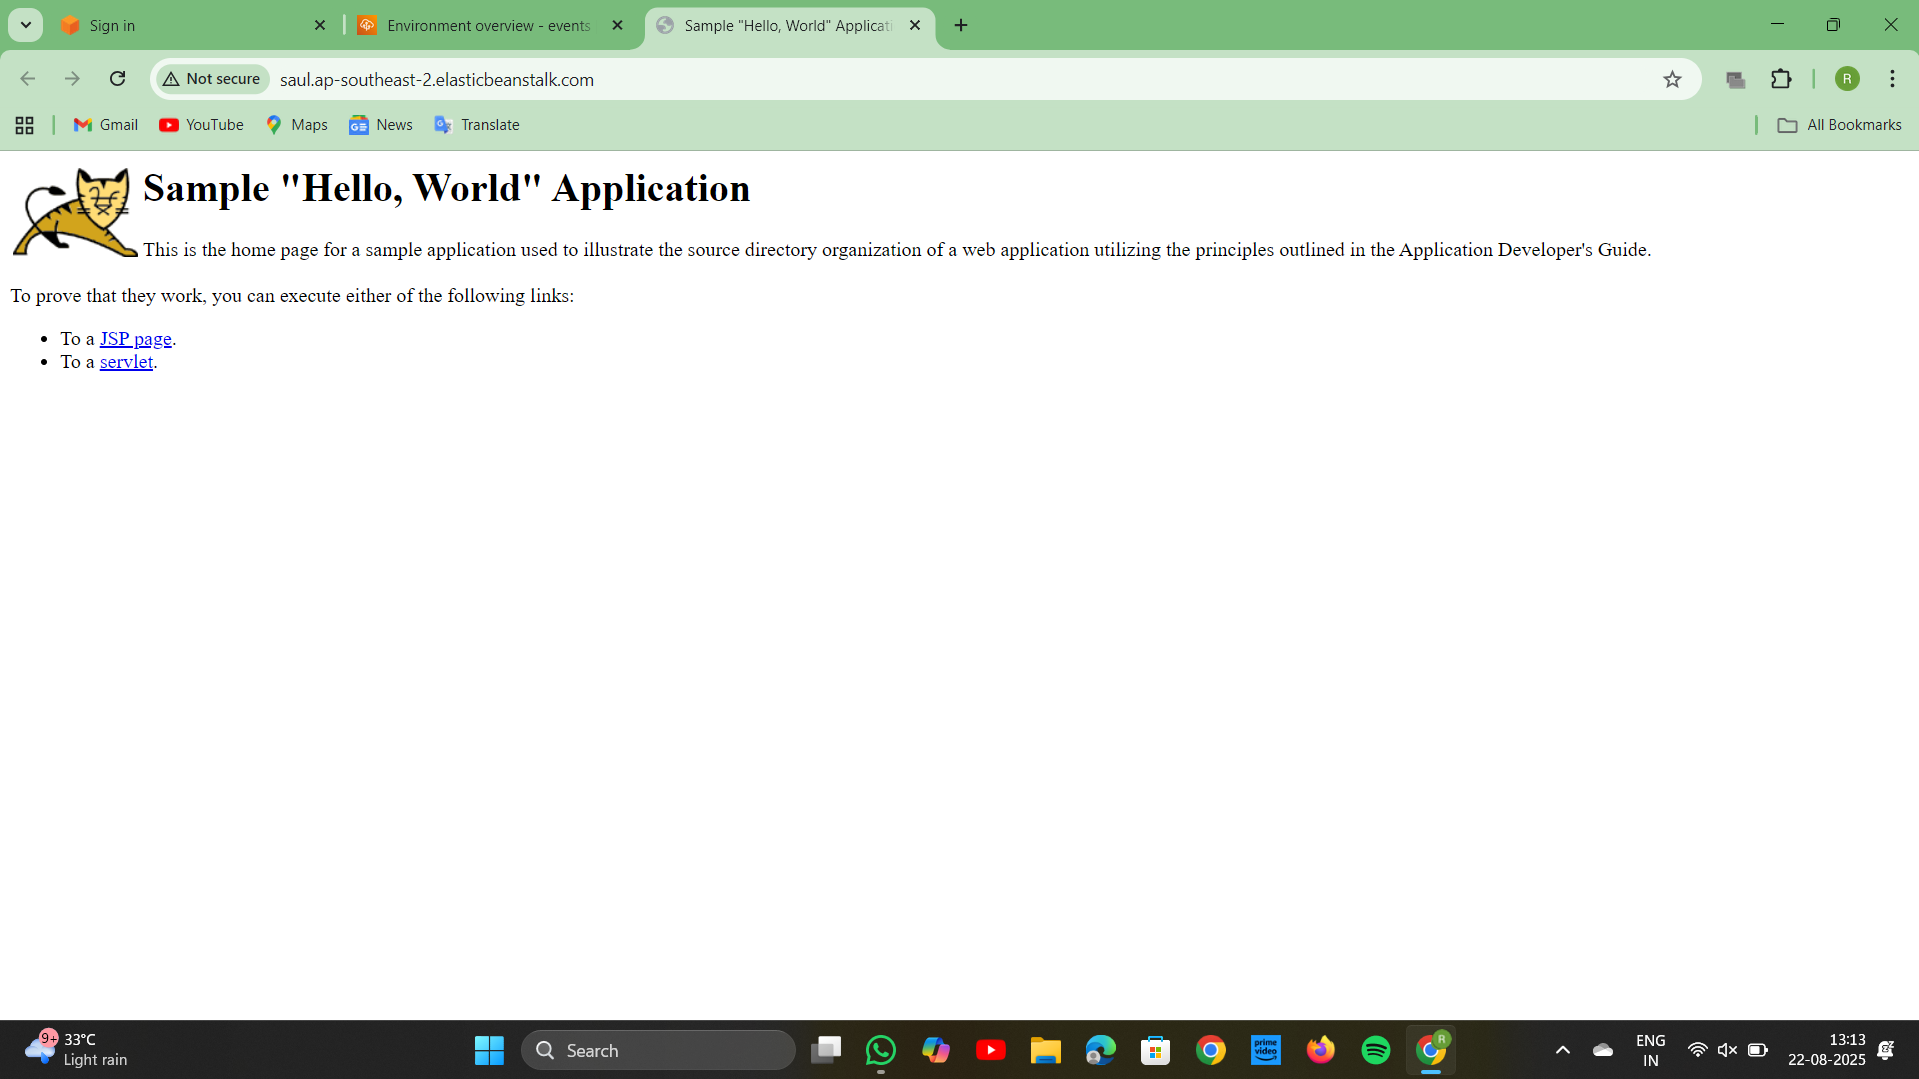 Sign in
Environment overview - events
Sample "Hello, World" Applicati
Not secure
saul.ap-southeast-2.elasticbeanstalk.com
R
Gmail
YouTube
Maps
News
Translate
All Bookmarks
Sample "Hello, World" Application
This is the home page for a sample application used to illustrate the source directory organization of a web application utilizing the principles outlined in the Application Developer's Guide.
To prove that they work, you can execute either of the following links:
• To a JSP page.
• To a servlet.
9+
33°C
Light rain
Search
prime video
R
ENG
IN
13:13
22-08-2025